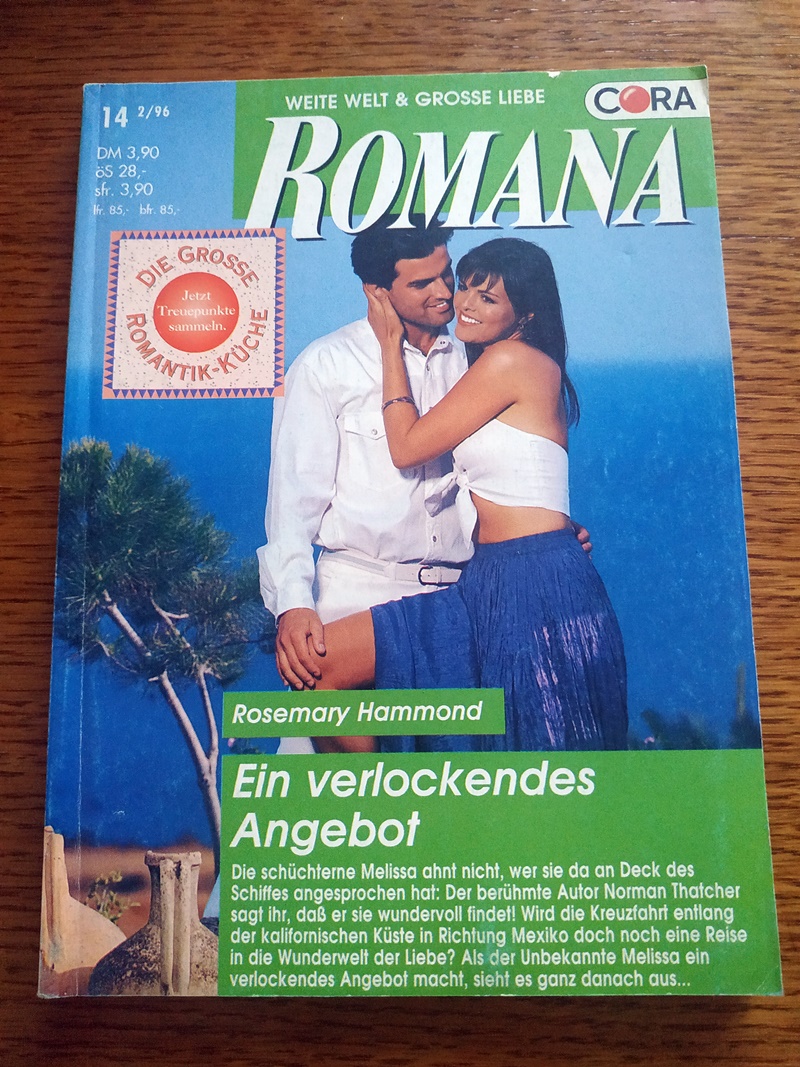 14 2/96
DM 3,90
öS 28,-
sfr. 3,90
lfr. 85,- bfr. 85,-
WEITE WELT & GROSSE LIEBE
CORA
ROMANA
DIE GROSSE
Jetzt
Treuepunkte
sammeln.
ROMANTIK-KÜCHE
Rosemary Hammond
Ein verlockendes
Angebot
Die schüchterne Melissa ahnt nicht, wer sie da an Deck des
Schiffes angesprochen hat: Der berühmte Autor Norman Thatcher
sagt ihr, daß er sie wundervoll findet! Wird die Kreuzfahrt entlang
der kalifornischen Küste in Richtung Mexiko doch noch eine Reise
in die Wunderwelt der Liebe? Als der Unbekannte Melissa ein
verlockendes Angebot macht, sieht es ganz danach aus...